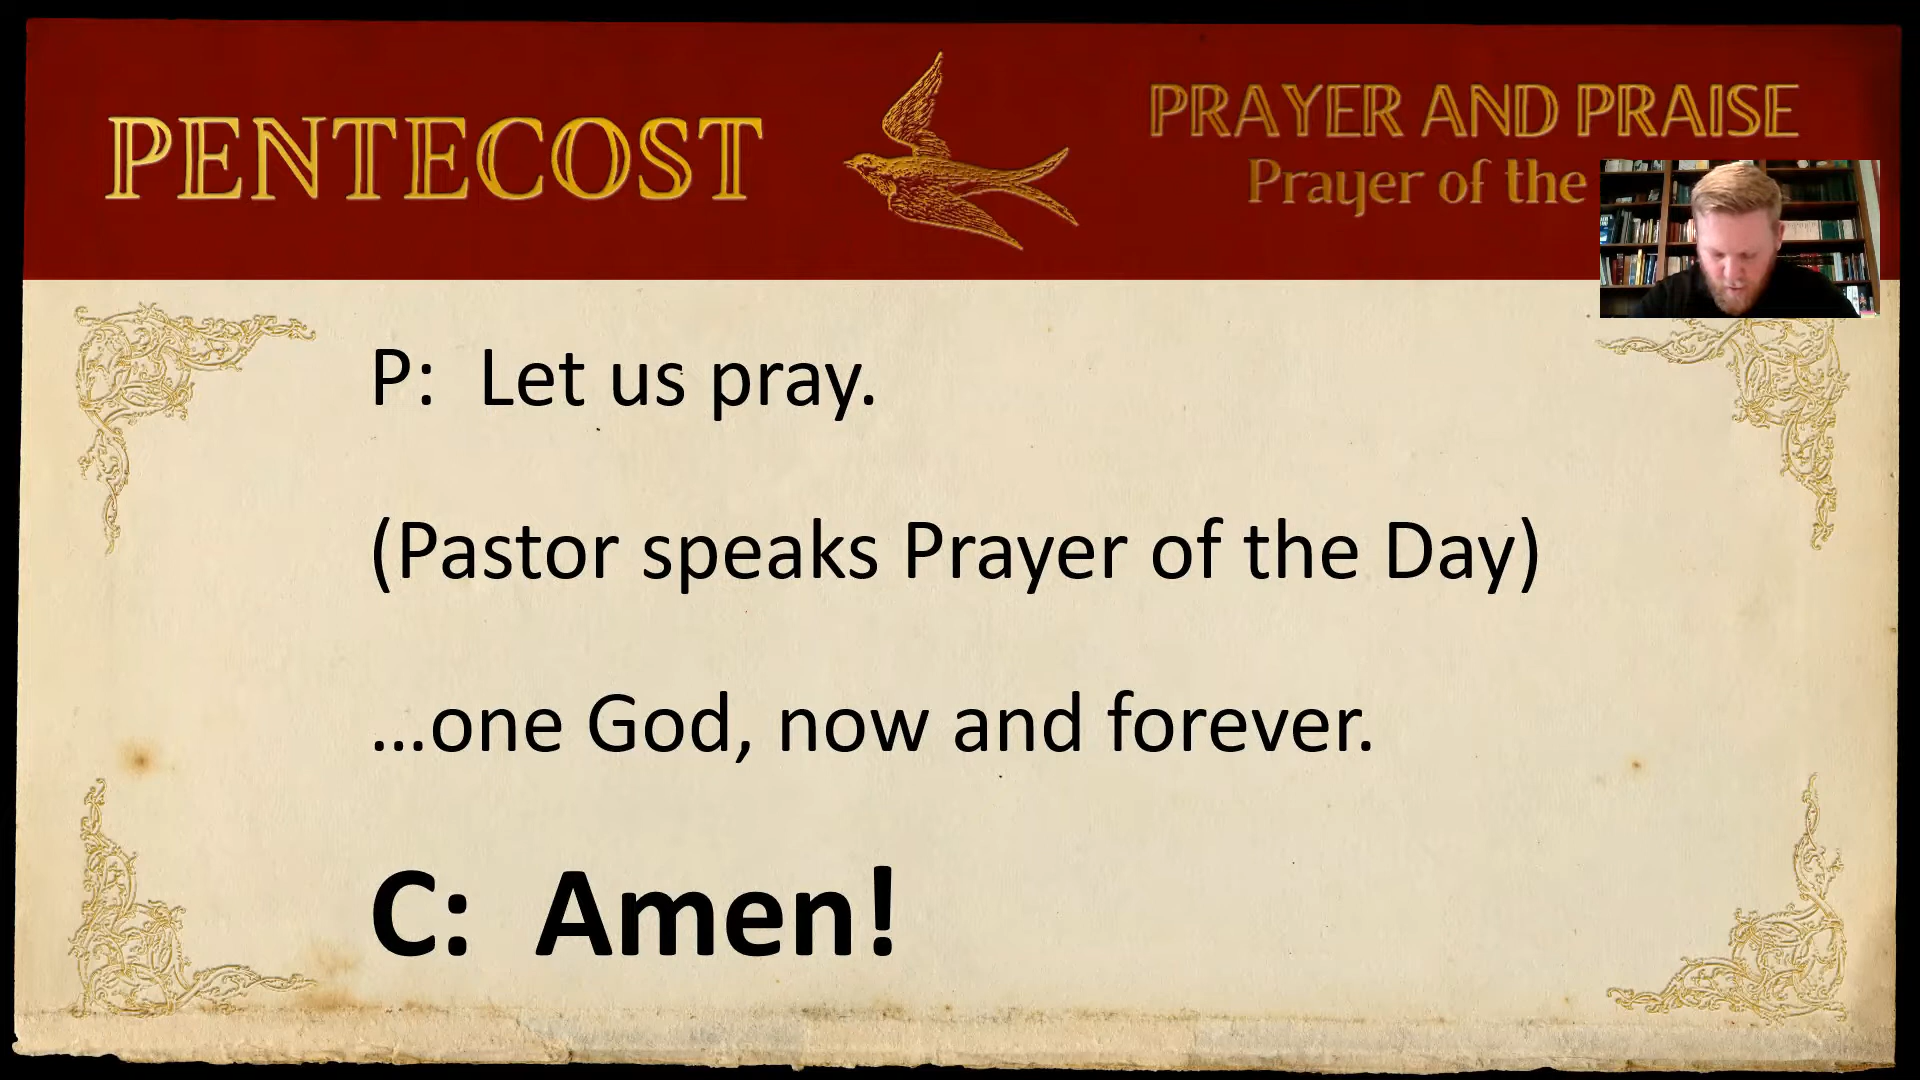 PENTECOST
PRAYER AND PRAISE
Prayer of the
P: Let us pray.
(Pastor speaks Prayer of the Day)
...one God, now and forever.
C: Amen!